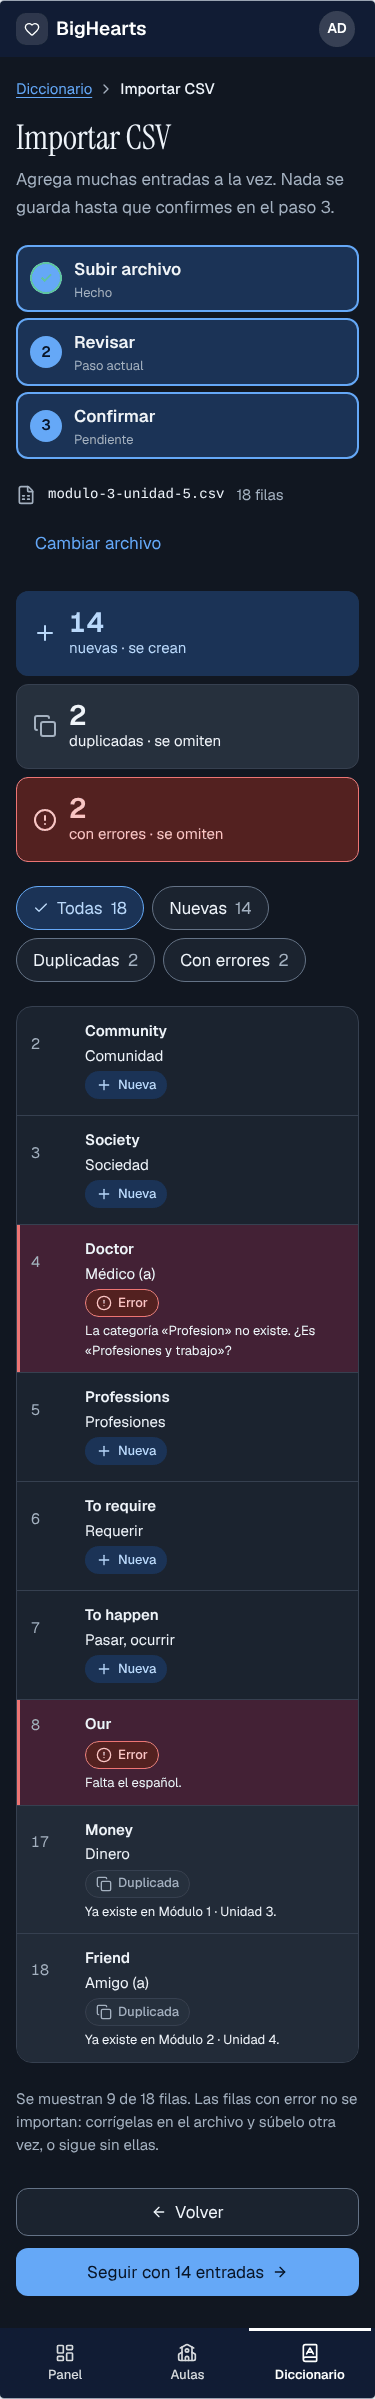 BigHearts
AD
Diccionario
Importar CSV
Importar CSV
Agrega muchas entradas a la vez. Nada se
guarda hasta que confirmes en el paso 3.
Subir archivo
Hecho
2
Revisar
Paso actual
3
Confirmar
Pendiente
modulo-3-unidad-5.csv 18 filas
Cambiar archivo
14
nuevas · se crean
2
duplicadas · se omiten
2
con errores · se omiten
Todas 18
Nuevas 14
Duplicadas 2
Con errores 2
2
Community
Comunidad
Nueva
3
Society
Sociedad
Nueva
4
Doctor
Médico (a)
Error
La categoría «Profesion» no existe. ¿Es
«Profesiones y trabajo»?
5
Professions
Profesiones
Nueva
6
To require
Requerir
Nueva
7
To happen
Pasar, ocurrir
Nueva
8
Our
Error
Falta el español.
17
Money
Dinero
Duplicada
Ya existe en Módulo 1 · Unidad 3.
18
Friend
Amigo (a)
Duplicada
Ya existe en Módulo 2 · Unidad 4.
Se muestran 9 de 18 filas. Las filas con error no se
importan: corrígelas en el archivo y súbelo otra
vez, o sigue sin ellas.
Volver
Seguir con 14 entradas
Panel
Aulas
Diccionario